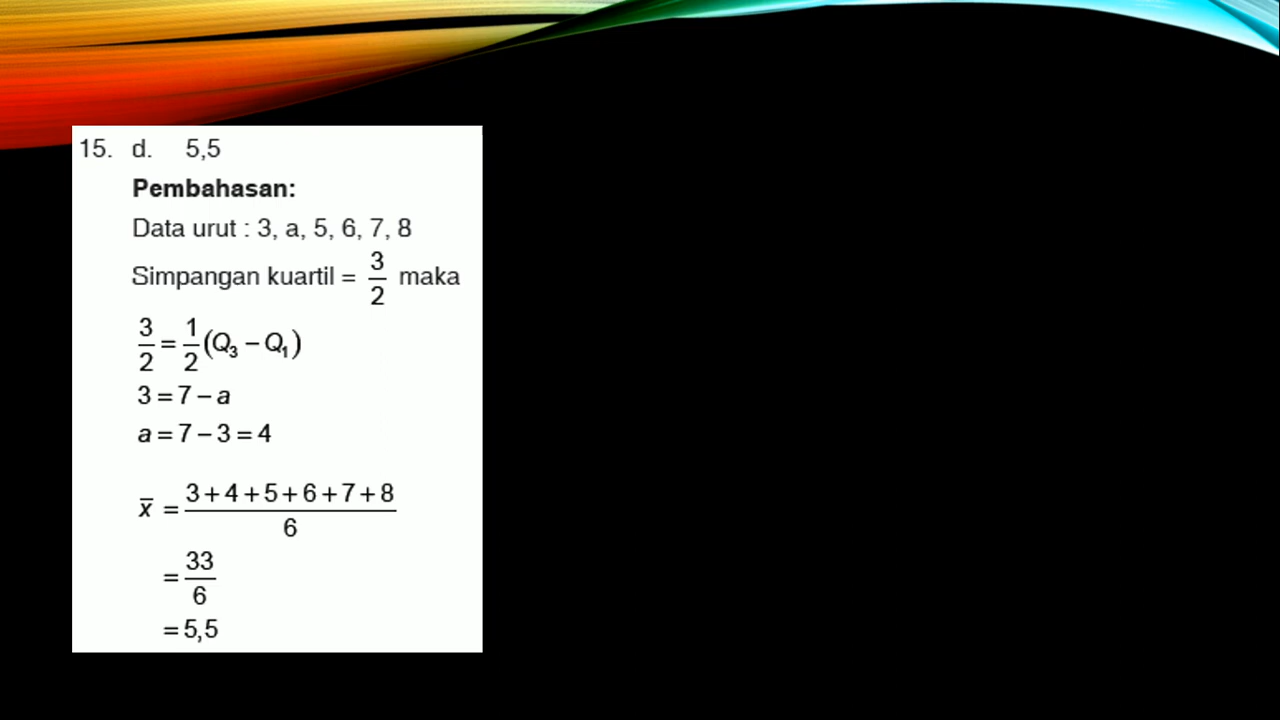 15. d. 5,5
Pembahasan:
Data urut : 3, a, 5, 6, 7, 8
Simpangan kuartil = 3/2 maka
3/2 = 1/2 (Q₃ − Q₁)
3 = 7 − a
a = 7 − 3 = 4
x̄ = (3 + 4 + 5 + 6 + 7 + 8)/6
= 33/6
= 5,5